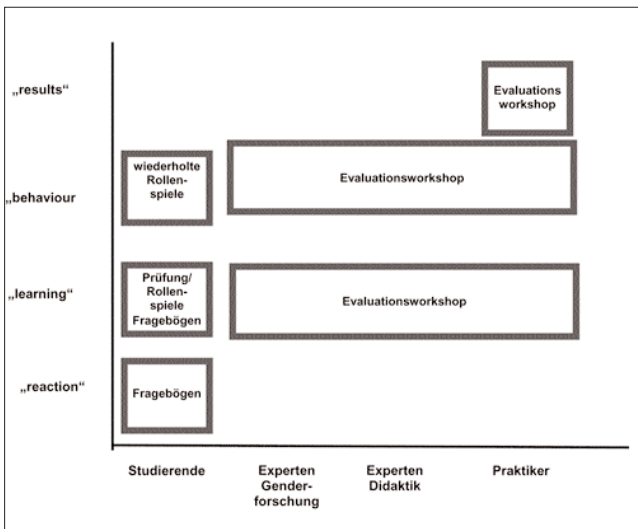 „results“
Evaluations
workshop
„behaviour
wiederholte
Rollen-
spiele
Evaluationsworkshop
„learning“
Prüfung/
Rollen-
spiele
Fragebögen
Evaluationsworkshop
„reaction“
Fragebögen
Studierende
Experten
Gender-
forschung
Experten
Didaktik
Praktiker